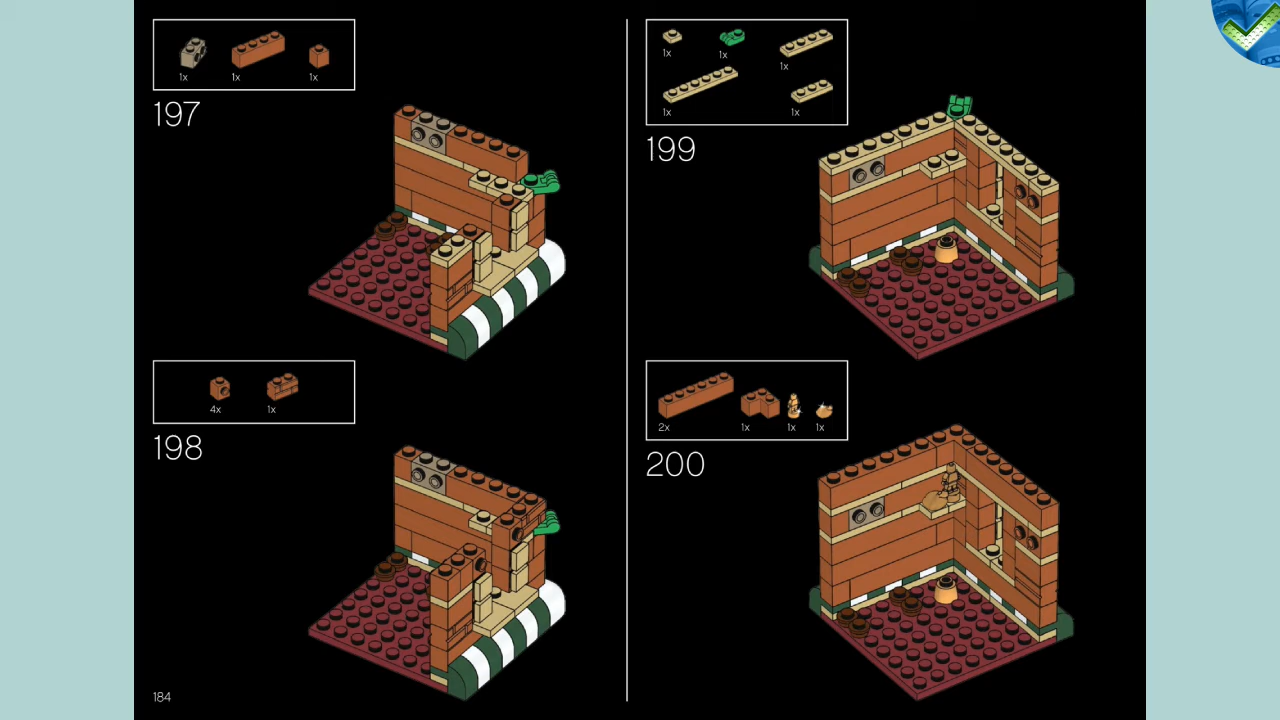 1x 1x 1x
197
4x 1x
198
1x 1x 1x
1x 1x
199
2x 1x 1x 1x
200
184